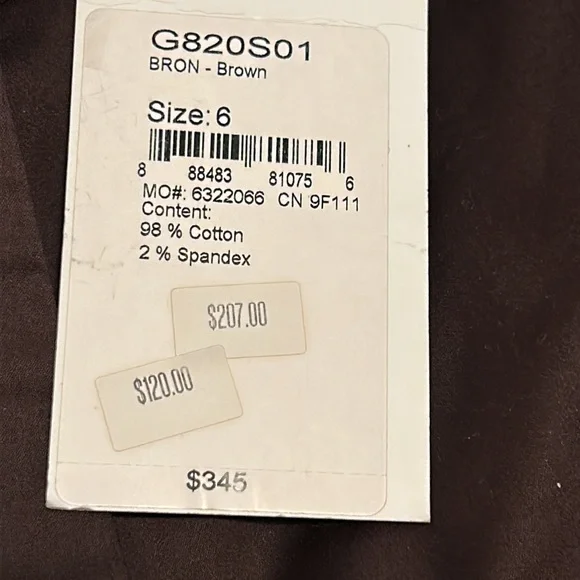 G820S01
BRON - Brown
Size: 6
8 88483 81075 6
MO#: 6322066 CN 9F111
Content:
98 % Cotton
2 % Spandex
$207.00
$120.00
$345